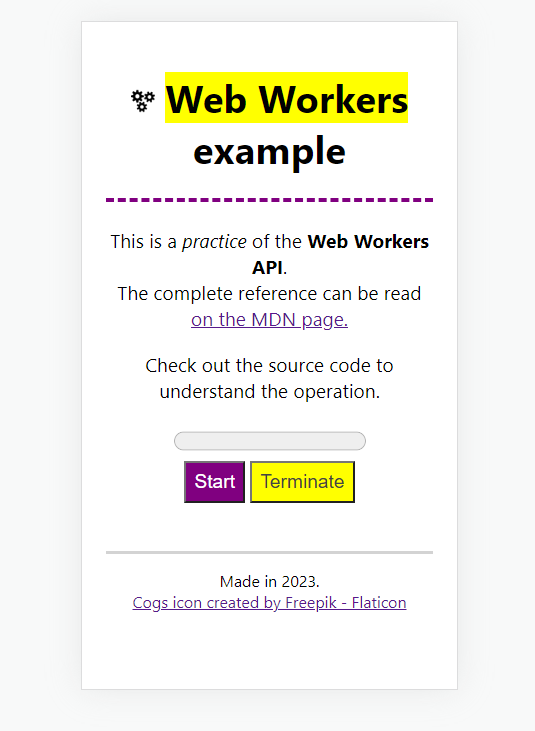 Web Workers
example
This is a practice of the Web Workers
API.
The complete reference can be read
on the MDN page.
Check out the source code to
understand the operation.
Start Terminate
Made in 2023.
Cogs icon created by Freepik - Flaticon